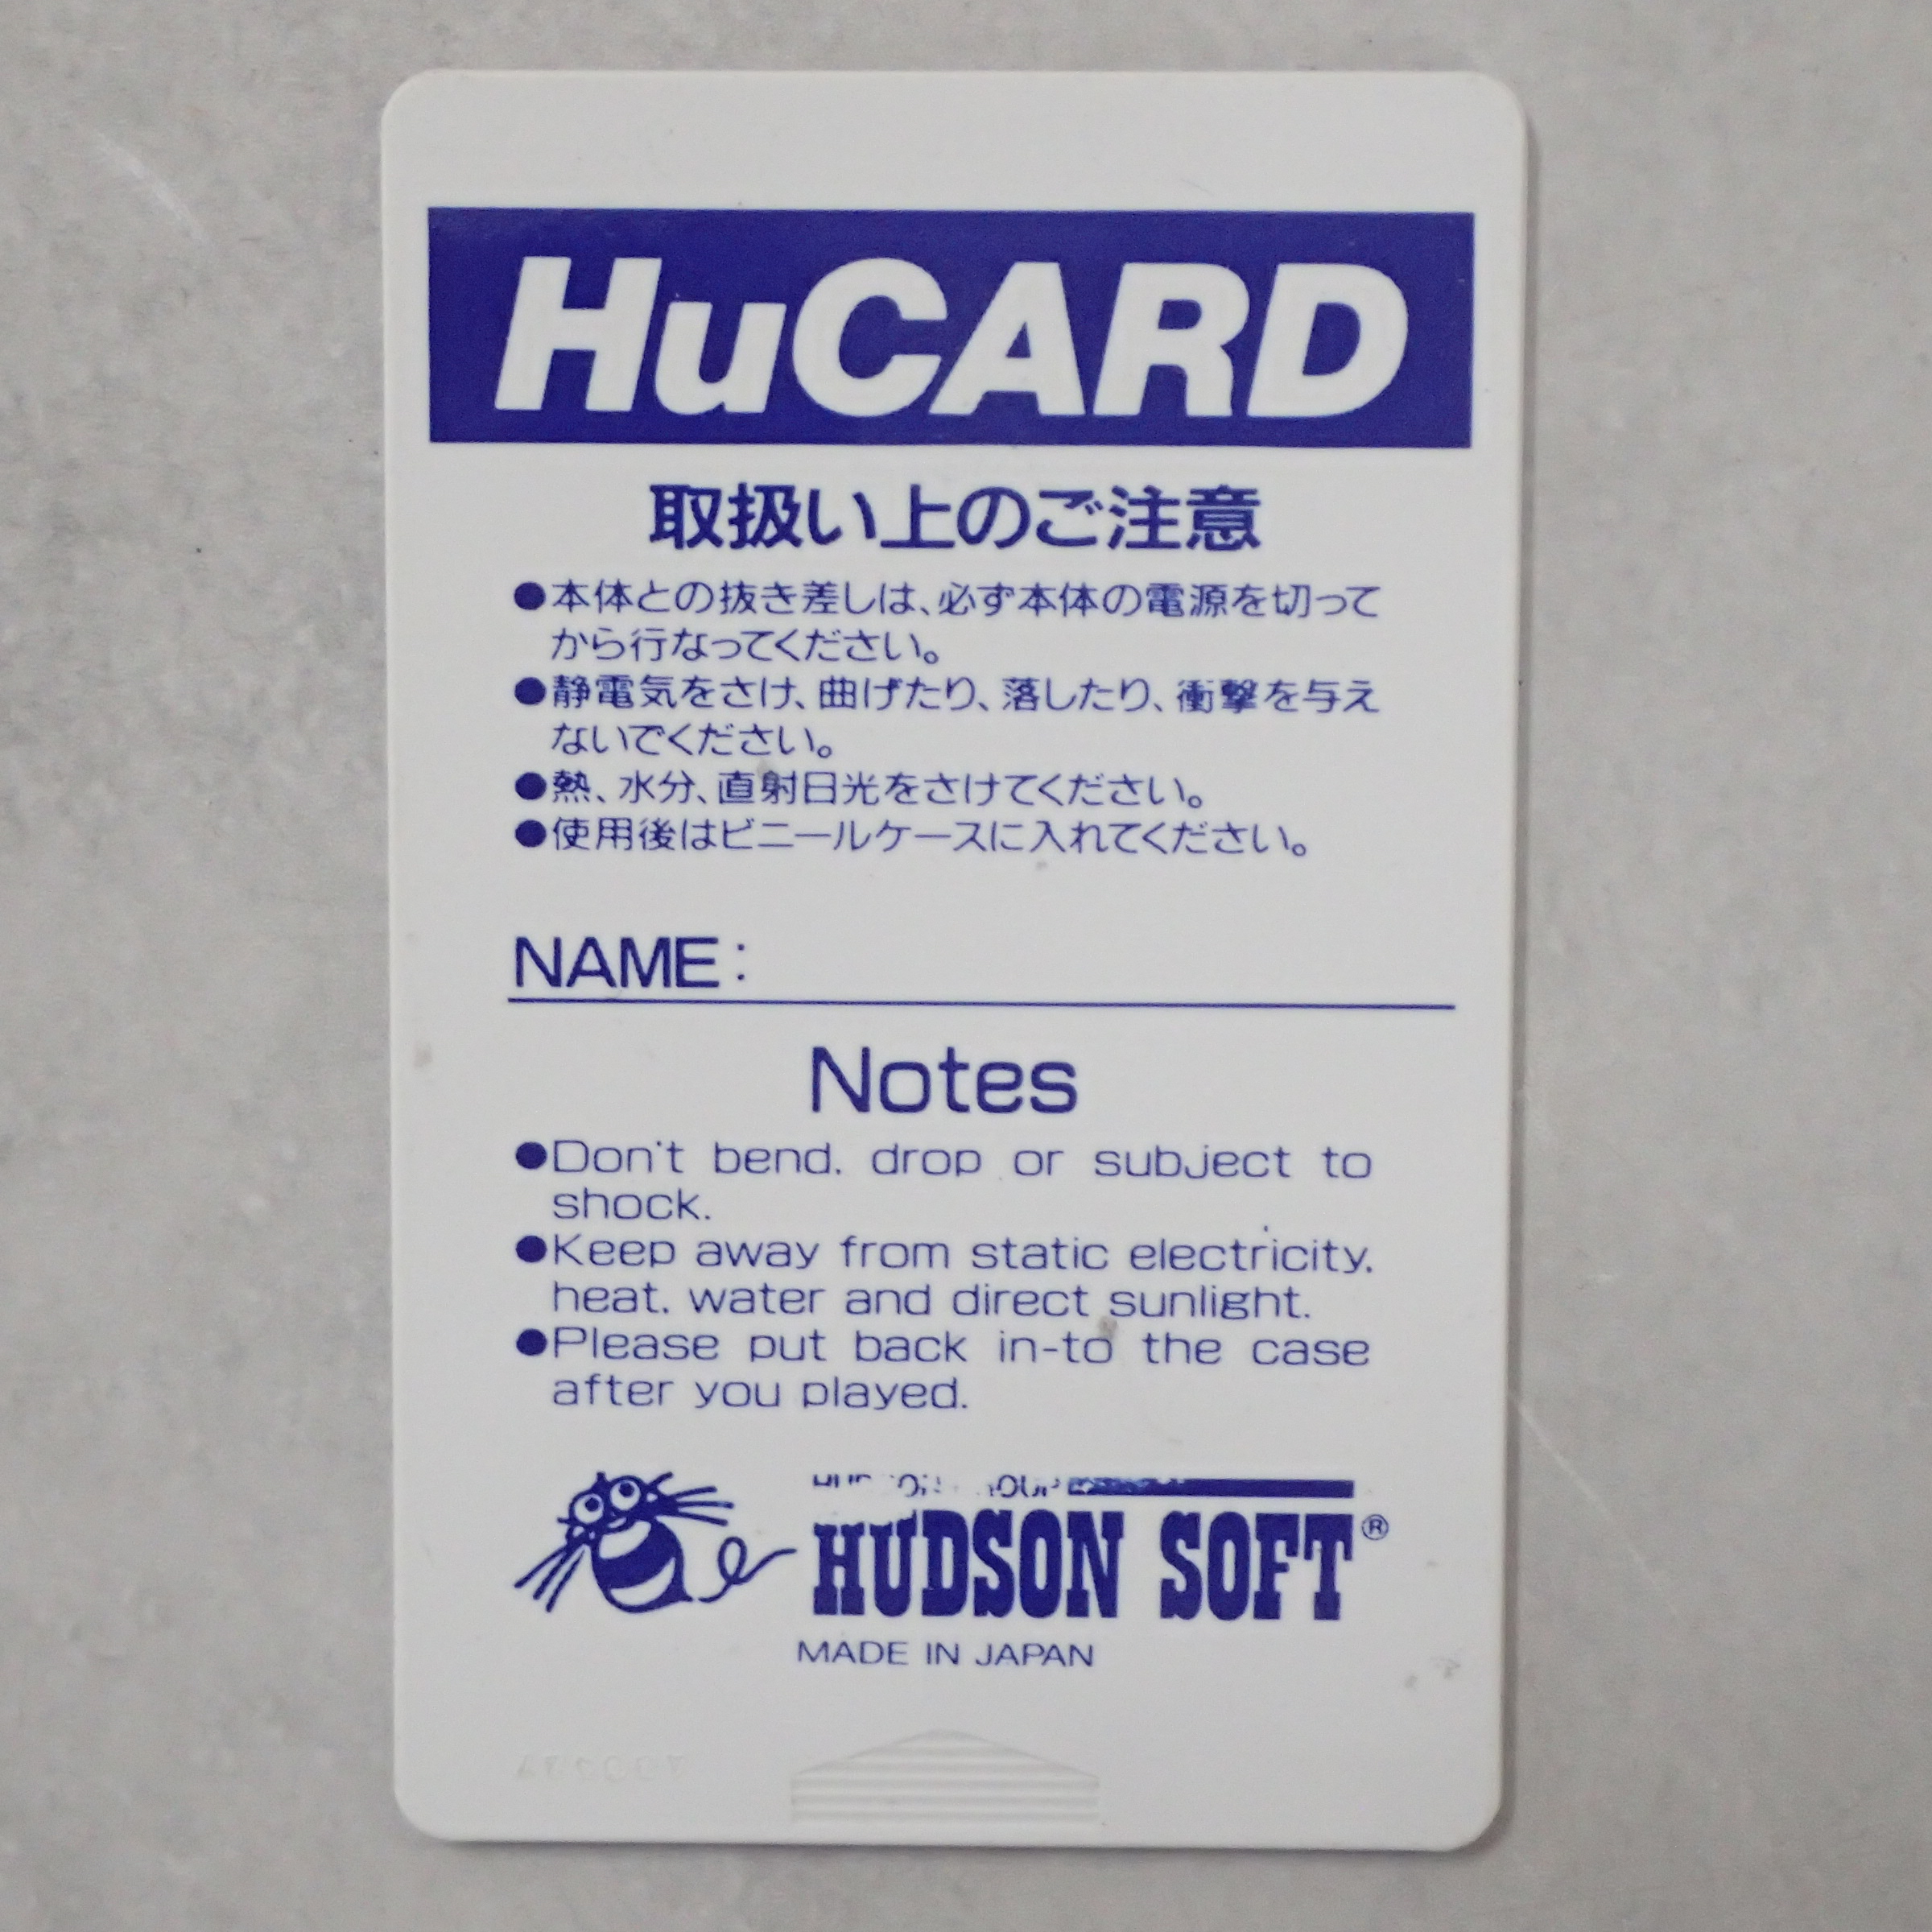 HuCARD
取扱い上のご注意
●本体との抜き差しは、必ず本体の電源を切って
から行なってください。
●静電気をさけ、曲げたり、落したり、衝撃を与え
ないでください。
●熱、水分、直射日光をさけてください。
●使用後はビニールケースに入れてください。
NAME:
Notes
●Don't bend. drop or subject to
shock.
●Keep away from static electricity.
heat. water and direct sunlight.
●Please put back in-to the case
after you played.
HUDSON SOFT®
MADE IN JAPAN